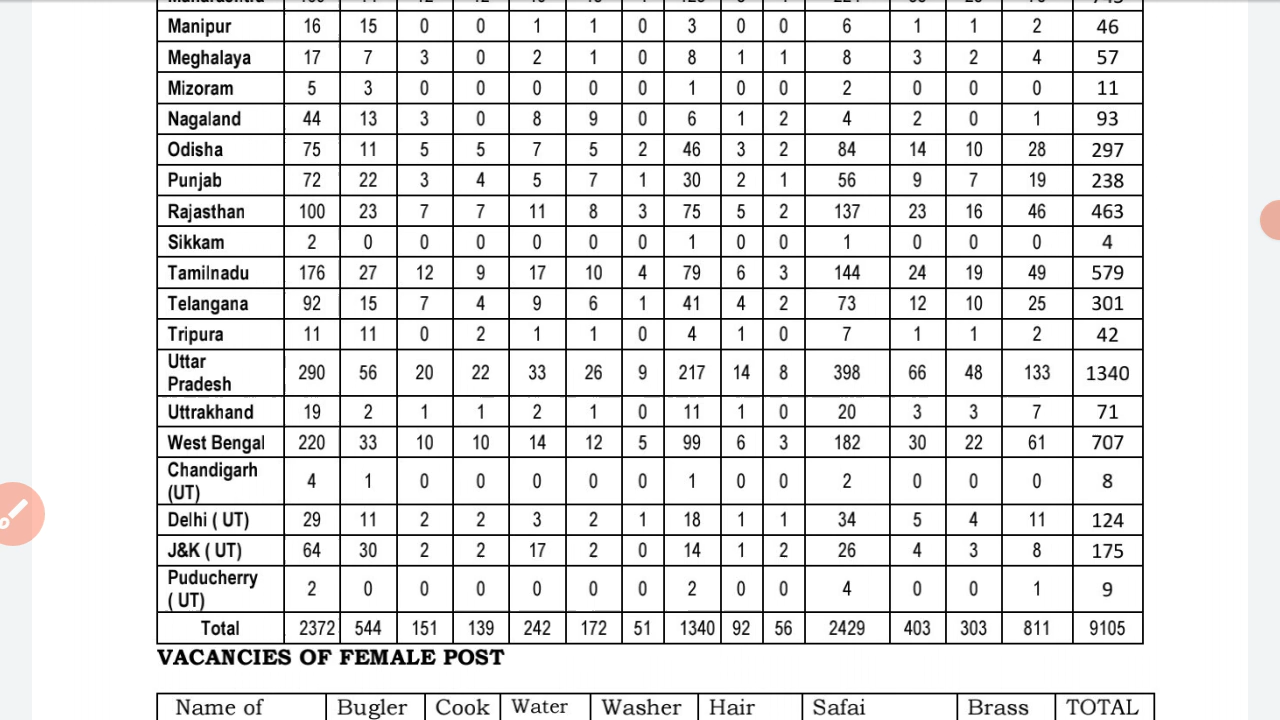 Manipur 16 15 0 0 1 1 0 3 0 0 6 1 1 2 46
Meghalaya 17 7 3 0 2 1 0 8 1 1 8 3 2 4 57
Mizoram 5 3 0 0 0 0 0 1 0 0 2 0 0 0 11
Nagaland 44 13 3 0 8 9 0 6 1 2 4 2 0 1 93
Odisha 75 11 5 5 7 5 2 46 3 2 84 14 10 28 297
Punjab 72 22 3 4 5 7 1 30 2 1 56 9 7 19 238
Rajasthan 100 23 7 7 11 8 3 75 5 2 137 23 16 46 463
Sikkam 2 0 0 0 0 0 0 1 0 0 1 0 0 0 4
Tamilnadu 176 27 12 9 17 10 4 79 6 3 144 24 19 49 579
Telangana 92 15 7 4 9 6 1 41 4 2 73 12 10 25 301
Tripura 11 11 0 2 1 1 0 4 1 0 7 1 1 2 42
Uttar
Pradesh 290 56 20 22 33 26 9 217 14 8 398 66 48 133 1340
Uttrakhand 19 2 1 1 2 1 0 11 1 0 20 3 3 7 71
West Bengal 220 33 10 10 14 12 5 99 6 3 182 30 22 61 707
Chandigarh
(UT) 4 1 0 0 0 0 0 1 0 0 2 0 0 0 8
Delhi ( UT) 29 11 2 2 3 2 1 18 1 1 34 5 4 11 124
J&K ( UT) 64 30 2 2 17 2 0 14 1 2 26 4 3 8 175
Puducherry
( UT) 2 0 0 0 0 0 0 2 0 0 4 0 0 1 9
Total 2372 544 151 139 242 172 51 1340 92 56 2429 403 303 811 9105
VACANCIES OF FEMALE POST
Name of Bugler Cook Water Washer Hair Safai Brass TOTAL